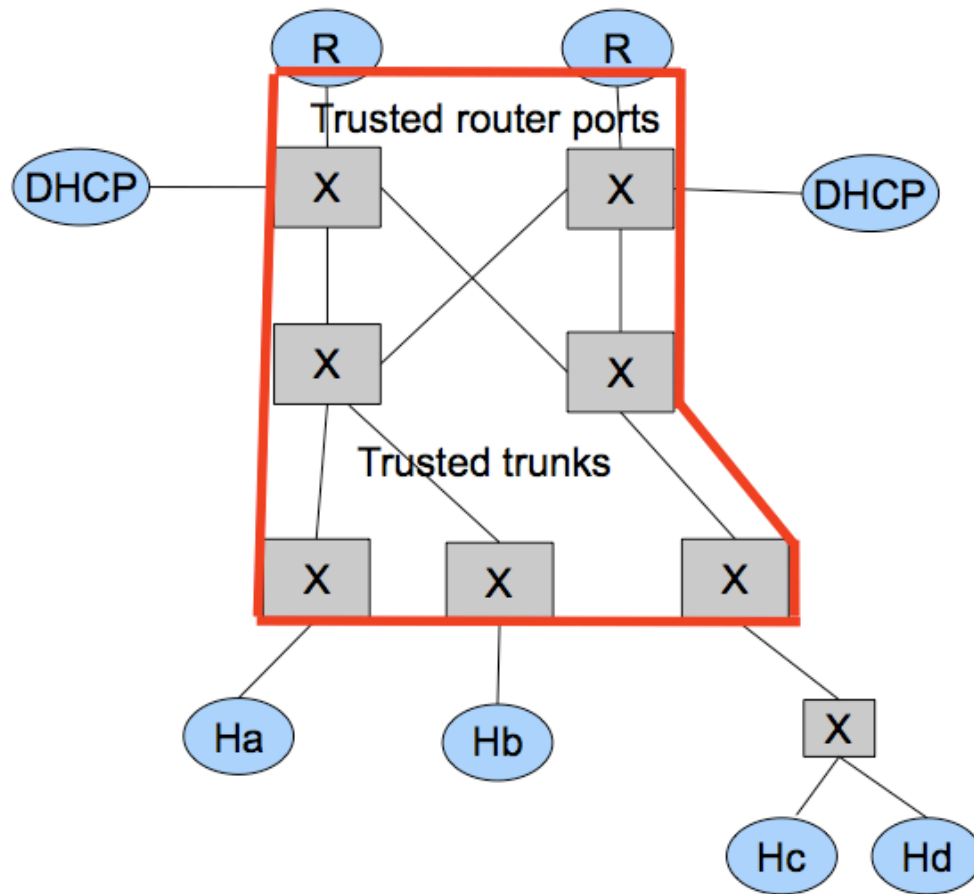 R
R
Trusted router ports
DHCP
X
X
DHCP
X
X
Trusted trunks
X
X
X
Ha
Hb
X
Hc
Hd